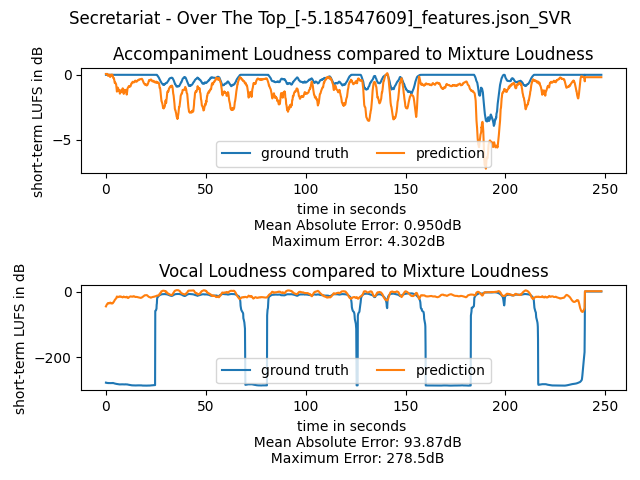 Secretariat - Over The Top_[-5.18547609]_features.json_SVR
Accompaniment Loudness compared to Mixture Loudness
short-term LUFS in dB
0
−5
ground truth
prediction
0
50
100
150
200
250
time in seconds
Mean Absolute Error: 0.950dB
Maximum Error: 4.302dB
Vocal Loudness compared to Mixture Loudness
short-term LUFS in dB
0
−200
ground truth
prediction
0
50
100
150
200
250
time in seconds
Mean Absolute Error: 93.87dB
Maximum Error: 278.5dB